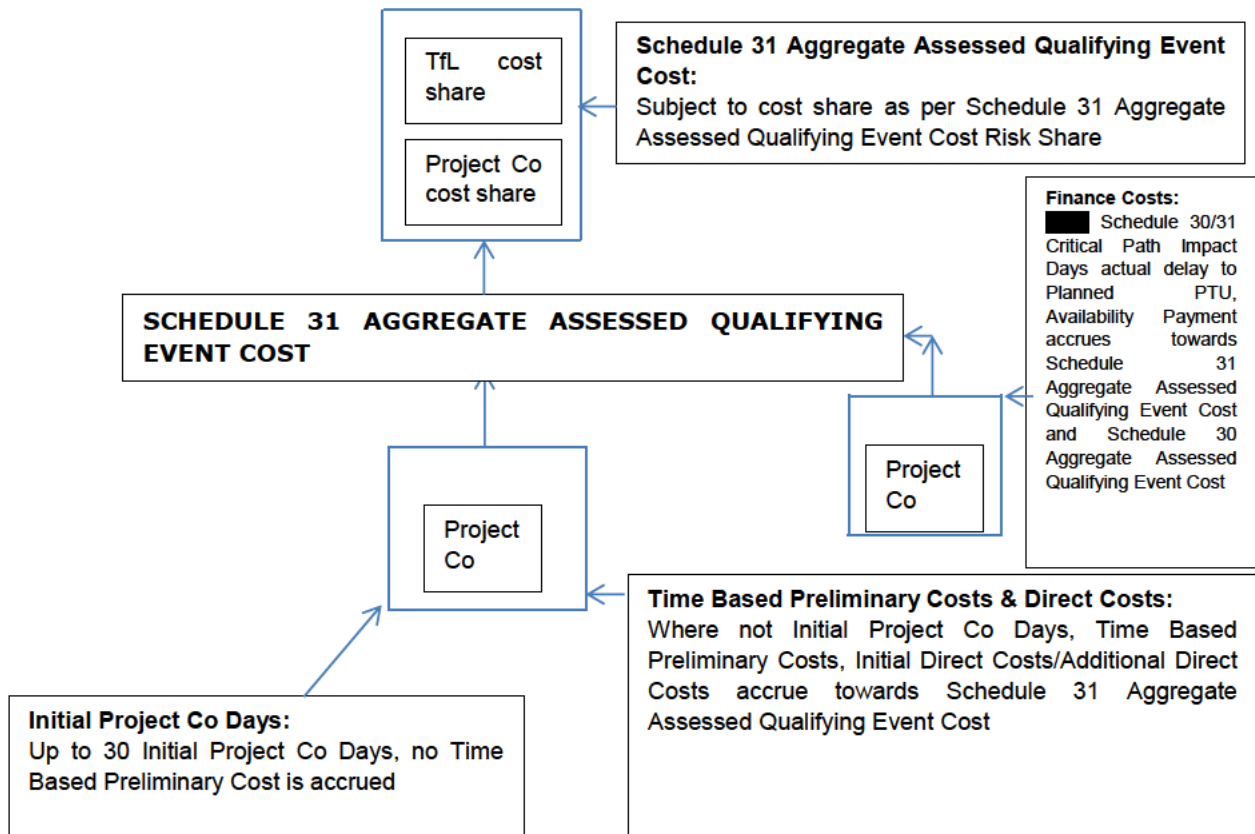 TfL cost
share
Project Co
cost share
Schedule 31 Aggregate Assessed Qualifying Event
Cost:
Subject to cost share as per Schedule 31 Aggregate
Assessed Qualifying Event Cost Risk Share
Finance Costs:
Schedule 30/31
Critical Path Impact
Days actual delay to
Planned PTU,
Availability Payment
accrues towards
Schedule 31
Aggregate Assessed
Qualifying Event Cost
and Schedule 30
Aggregate Assessed
Qualifying Event Cost
SCHEDULE 31 AGGREGATE ASSESSED QUALIFYING
EVENT COST
Project
Co
Project
Co
Time Based Preliminary Costs & Direct Costs:
Where not Initial Project Co Days, Time Based
Preliminary Costs, Initial Direct Costs/Additional Direct
Costs accrue towards Schedule 31 Aggregate
Assessed Qualifying Event Cost
Initial Project Co Days:
Up to 30 Initial Project Co Days, no Time
Based Preliminary Cost is accrued